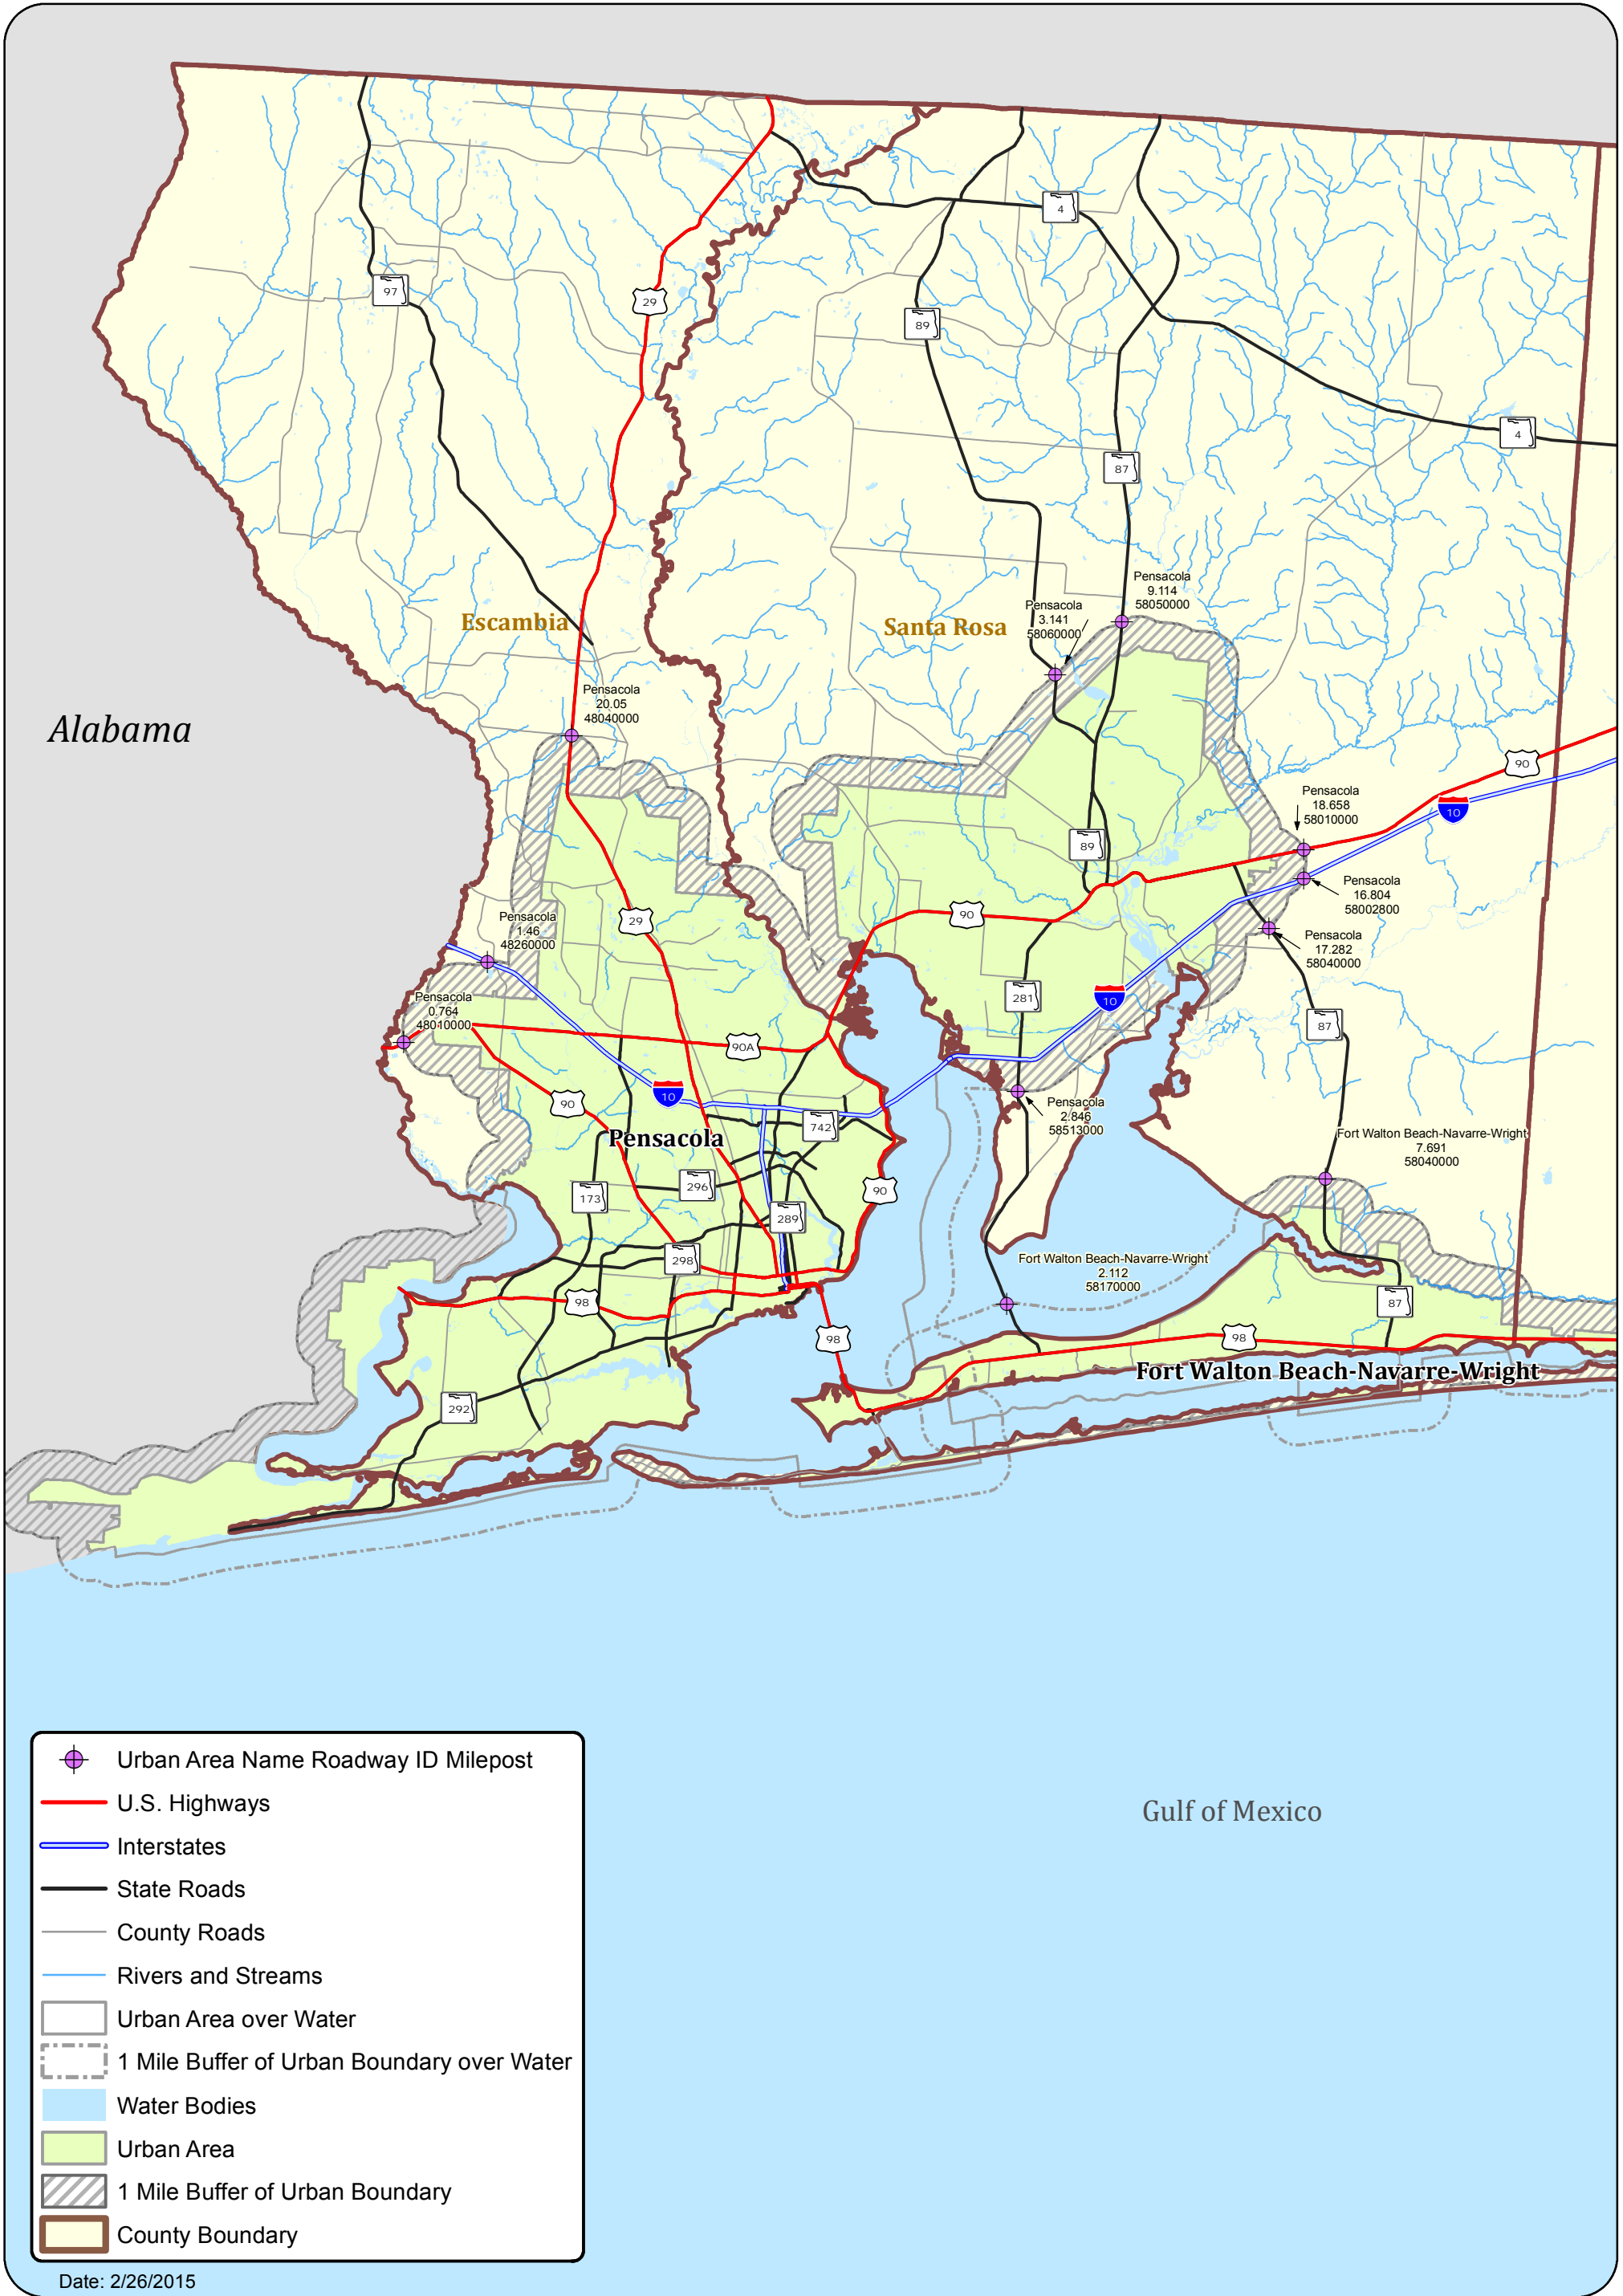 4
97
29
89
4
87
Pensacola
9.114
58050000
Pensacola
3.141
58060000
Escambia
Santa Rosa
Pensacola
20.05
48040000
Alabama
90
Pensacola
18.658
58010000
10
89
Pensacola
16.804
58002800
29
90
Pensacola
1.46
48260000
Pensacola
17.282
58040000
281
10
Pensacola
0.764
48010000
87
90A
10
90
Pensacola
2.846
58513000
742
Pensacola
Fort Walton Beach-Navarre-Wright
7.691
58040000
296
90
173
289
298
Fort Walton Beach-Navarre-Wright
2.112
58170000
98
87
98
98
Fort Walton Beach-Navarre-Wright
292
Gulf of Mexico
Urban Area Name Roadway ID Milepost
U.S. Highways
Interstates
State Roads
County Roads
Rivers and Streams
Urban Area over Water
1 Mile Buffer of Urban Boundary over Water
Water Bodies
Urban Area
1 Mile Buffer of Urban Boundary
County Boundary
Date: 2/26/2015